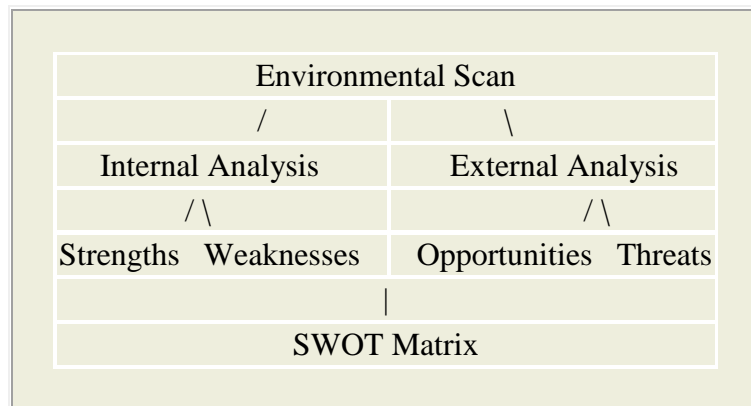 Environmental Scan
/ \
Internal Analysis External Analysis
/ \ / \
Strengths Weaknesses Opportunities Threats
|
SWOT Matrix